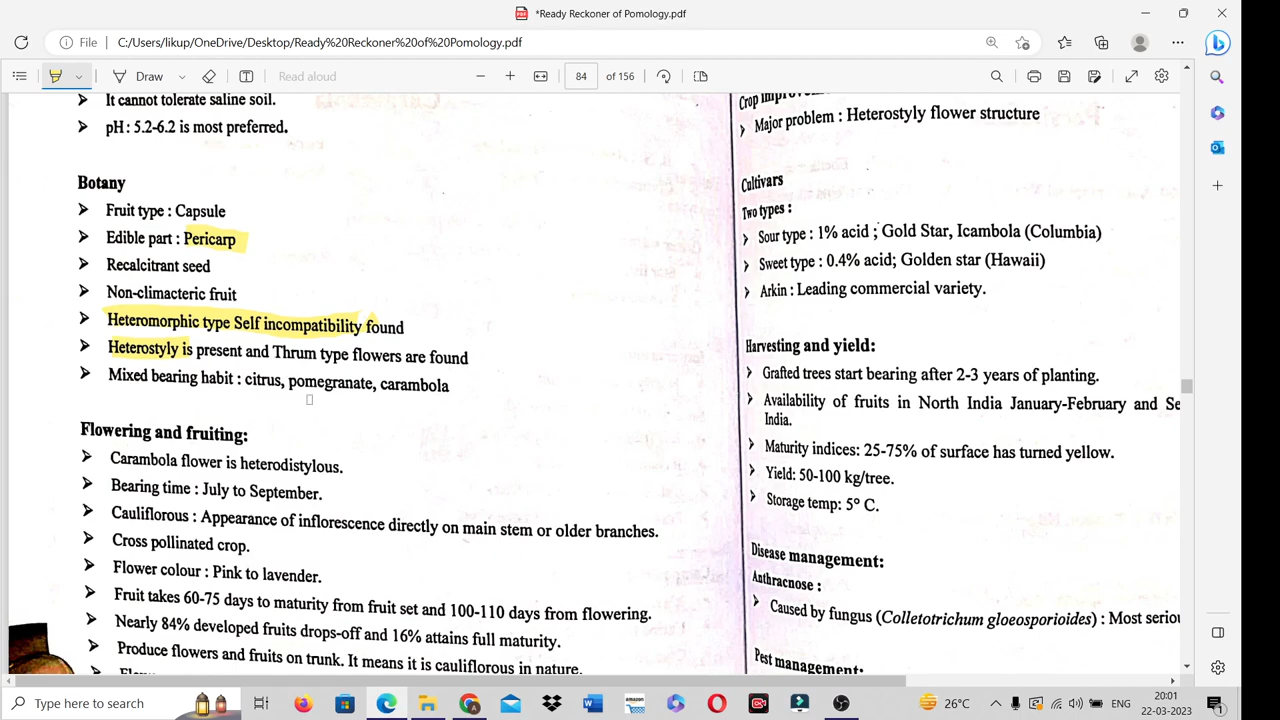 *Ready Reckoner of Pomology.pdf
File C:/Users/likup/OneDrive/Desktop/Ready%20Reckoner%20of%20Pomology.pdf
Draw
Read aloud
84 of 156
It cannot tolerate saline soil.
pH : 5.2-6.2 is most preferred.
Botany
Fruit type : Capsule
Edible part : Pericarp
Recalcitrant seed
Non-climacteric fruit
Heteromorphic type Self incompatibility found
Heterostyly is present and Thrum type flowers are found
Mixed bearing habit : citrus, pomegranate, carambola
Flowering and fruiting:
Carambola flower is heterodistylous.
Bearing time : July to September.
Cauliflorous : Appearance of inflorescence directly on main stem or older branches.
Cross pollinated crop.
Flower colour : Pink to lavender.
Fruit takes 60-75 days to maturity from fruit set and 100-110 days from flowering.
Nearly 84% developed fruits drops-off and 16% attains full maturity.
Produce flowers and fruits on trunk. It means it is cauliflorous in nature.
Major problem : Heterostyly flower structure
Cultivars
Two types :
Sour type : 1% acid ; Gold Star, Icambola (Columbia)
Sweet type : 0.4% acid; Golden star (Hawaii)
Arkin : Leading commercial variety.
Harvesting and yield:
Grafted trees start bearing after 2-3 years of planting.
Availability of fruits in North India January-February and Se
India.
Maturity indices: 25-75% of surface has turned yellow.
Yield: 50-100 kg/tree.
Storage temp: 5° C.
Disease management:
Anthracnose :
Caused by fungus (Colletotrichum gloeosporioides) : Most seriou
Pest management:
Type here to search
26°C
ENG
20:01
22-03-2023